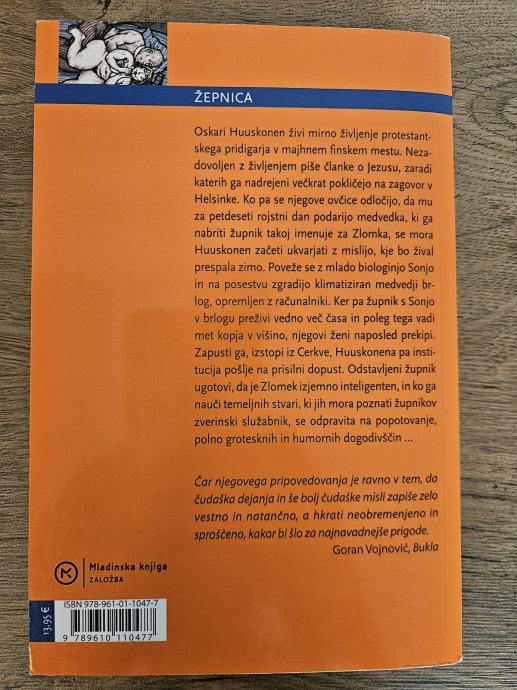 ŽEPNICA
Oskari Huuskonen živi mirno življenje protestant-
skega pridigarja v majhnem finskem mestu. Neza-
dovoljen z življenjem piše članke o Jezusu, zaradi
katerih ga nadrejeni večkrat pokličejo na zagovor v
Helsinke. Ko pa se njegove ovčice odločijo, da mu
za petdeseti rojstni dan podarijo medvedka, ki ga
nabriti župnik takoj imenuje za Zlomka, se mora
Huuskonen začeti ukvarjati z mislijo, kje bo žival
prespala zimo. Poveže se z mlado biologinjo Sonjo
in na posestvu zgradijo klimatiziran medvedji br-
log, opremljen z računalniki. Ker pa župnik s Sonjo
v brlogu preživi vedno več časa in poleg tega vadi
met kopja v višino, njegovi ženi naposled prekipi.
Zapusti ga, izstopi iz Cerkve, Huuskonena pa insti-
tucija pošlje na prisilni dopust. Odstavljeni župnik
ugotovi, da je Zlomek izjemno inteligenten, in ko ga
nauči temeljnih stvari, ki jih mora poznati župnikov
zverinski služabnik, se odpravita na popotovanje,
polno grotesknih in humornih dogodivščin ...
Čar njegovega pripovedovanja je ravno v tem, da
čudaška dejanja in še bolj čudaške misli zapiše zelo
vestno in natančno, a hkrati neobremenjeno in
sproščeno, kakor bi šlo za najnavadnejše prigode.
Goran Vojnović, Bukla
Mladinska knjiga
ZALOŽBA
ISBN 978-961-01-1047-7
13,95 €
9 789610 110477